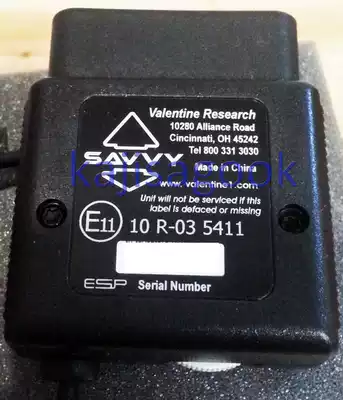 Valentine Research
10280 Alliance Road
Cincinnati, OH 45242
Tel 800 331 3030
SAVVY
Made in China
www.valentine1.com
Unit will not be serviced if this
label is defaced or missing
E11 10 R-03 5411
ESP Serial Number